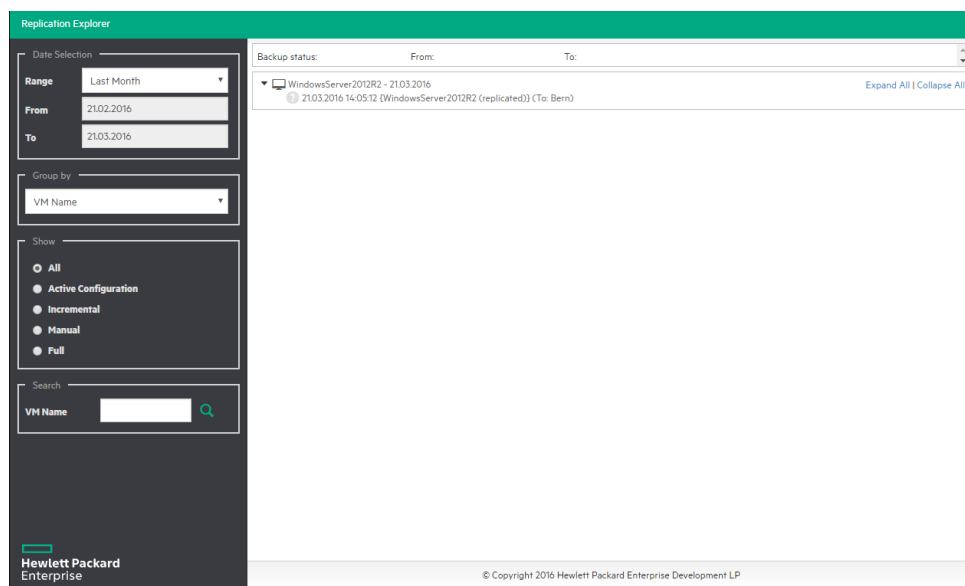 Replication Explorer
Date Selection
Range Last Month
From 21.02.2016
To 21.03.2016
Group by
VM Name
Show
All
Active Configuration
Incremental
Manual
Full
Search
VM Name
Hewlett Packard
Enterprise
Backup status: From: To:
WindowsServer2012R2 - 21.03.2016 Expand All | Collapse All
? 21.03.2016 14:05:12 {WindowsServer2012R2 (replicated)} (To: Bern)
© Copyright 2016 Hewlett Packard Enterprise Development LP